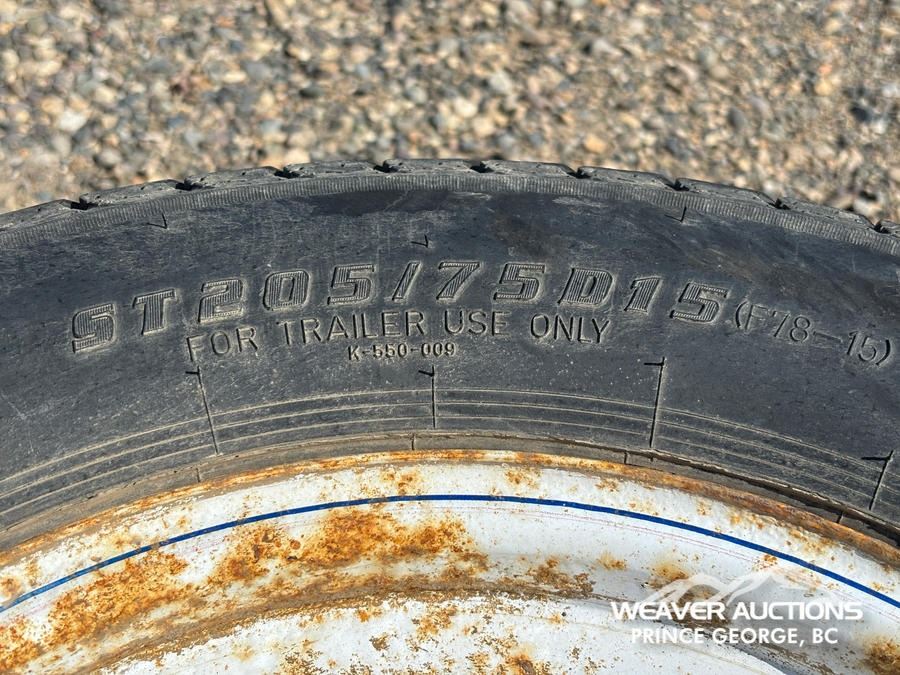 ST205/75D15 (F78-15)
FOR TRAILER USE ONLY
K-550-009
WEAVER AUCTIONS
PRINCE GEORGE, BC